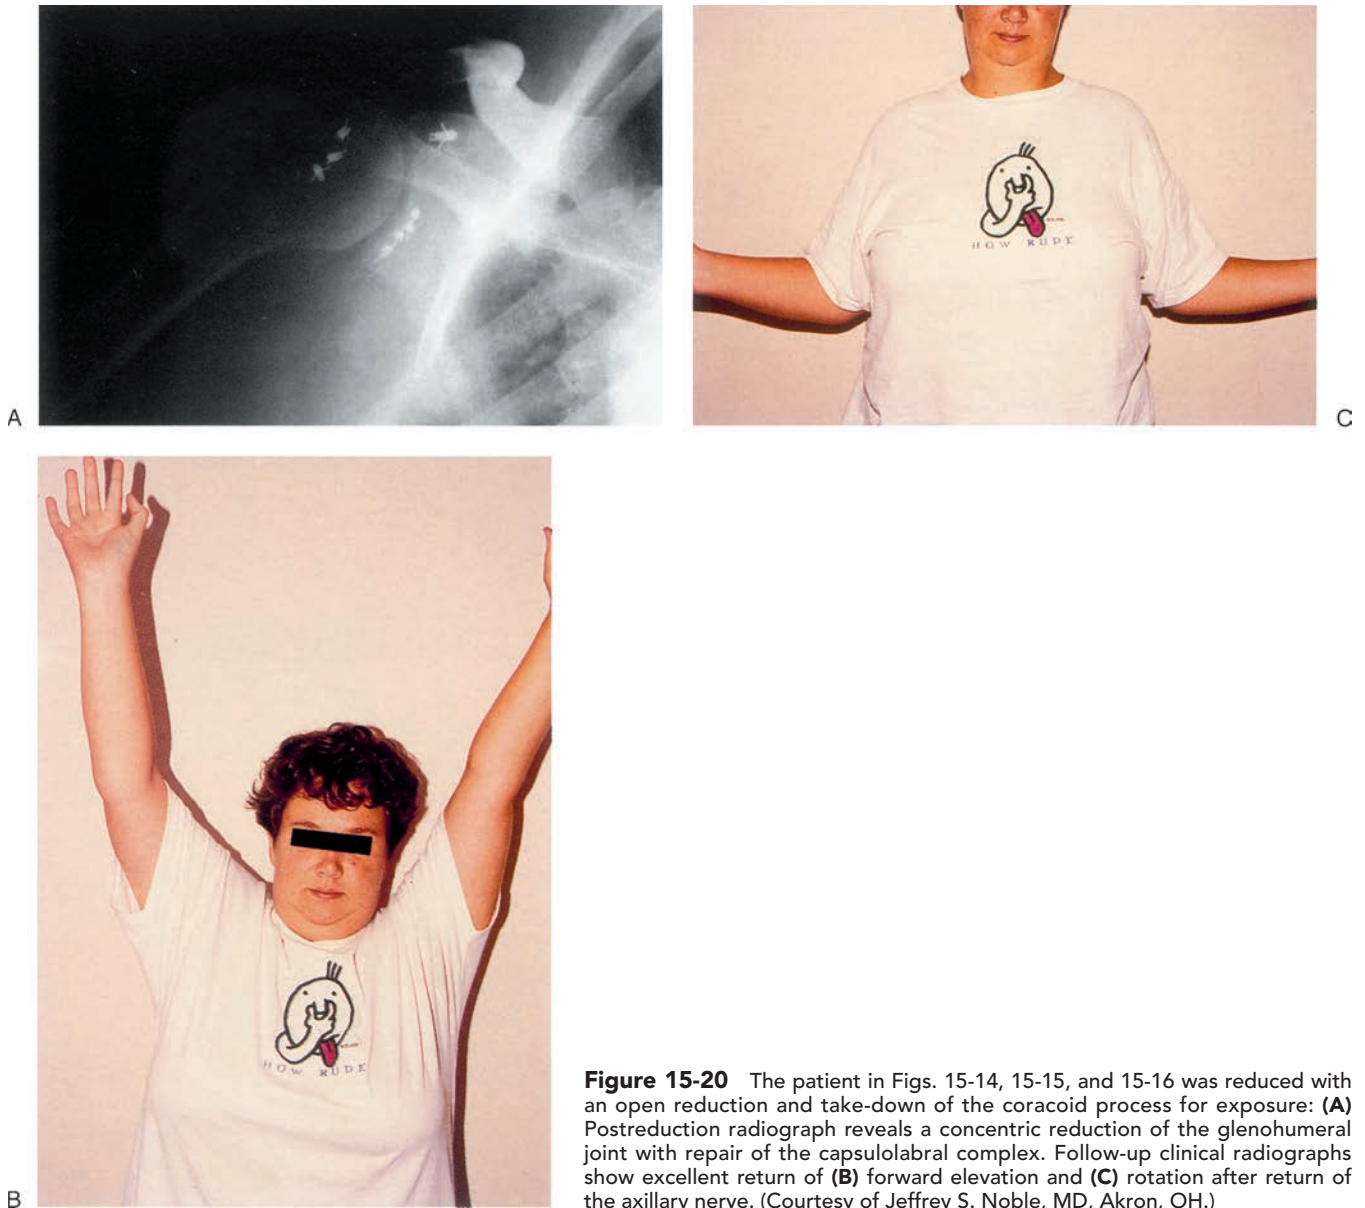 A
C
HOW RUDE
HOW RUDE
B
Figure 15-20 The patient in Figs. 15-14, 15-15, and 15-16 was reduced with
an open reduction and take-down of the coracoid process for exposure: (A)
Postreduction radiograph reveals a concentric reduction of the glenohumeral
joint with repair of the capsulolabral complex. Follow-up clinical radiographs
show excellent return of (B) forward elevation and (C) rotation after return of
the axillary nerve. (Courtesy of Jeffrey S. Noble, MD, Akron, OH.)